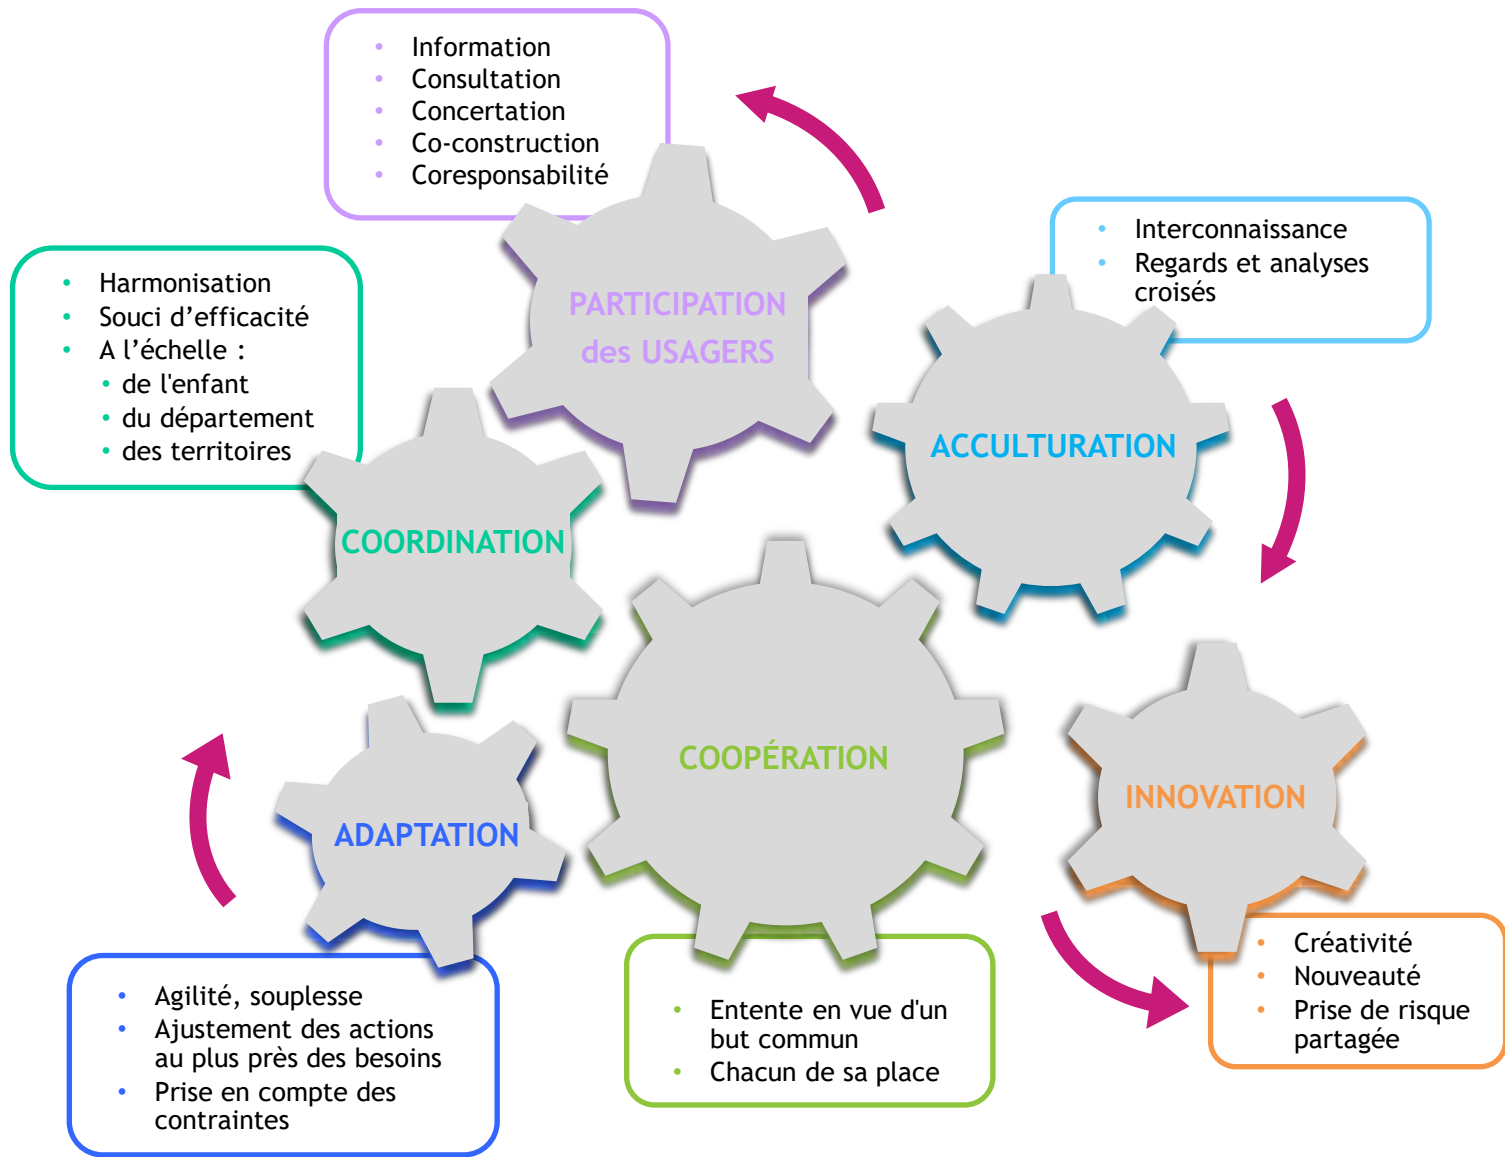 • Information
• Consultation
• Concertation
• Co-construction
• Coresponsabilité
PARTICIPATION
des USAGERS
• Interconnaissance
• Regards et analyses
croisés
ACCULTURATION
• Harmonisation
• Souci d’efficacité
• A l’échelle :
• de l'enfant
• du département
• des territoires
COORDINATION
COOPÉRATION
• Entente en vue d'un
but commun
• Chacun de sa place
INNOVATION
• Créativité
• Nouveauté
• Prise de risque
partagée
ADAPTATION
• Agilité, souplesse
• Ajustement des actions
au plus près des besoins
• Prise en compte des
contraintes